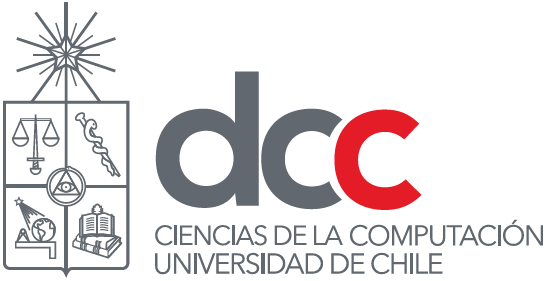 dcc
CIENCIAS DE LA COMPUTACIÓN
UNIVERSIDAD DE CHILE